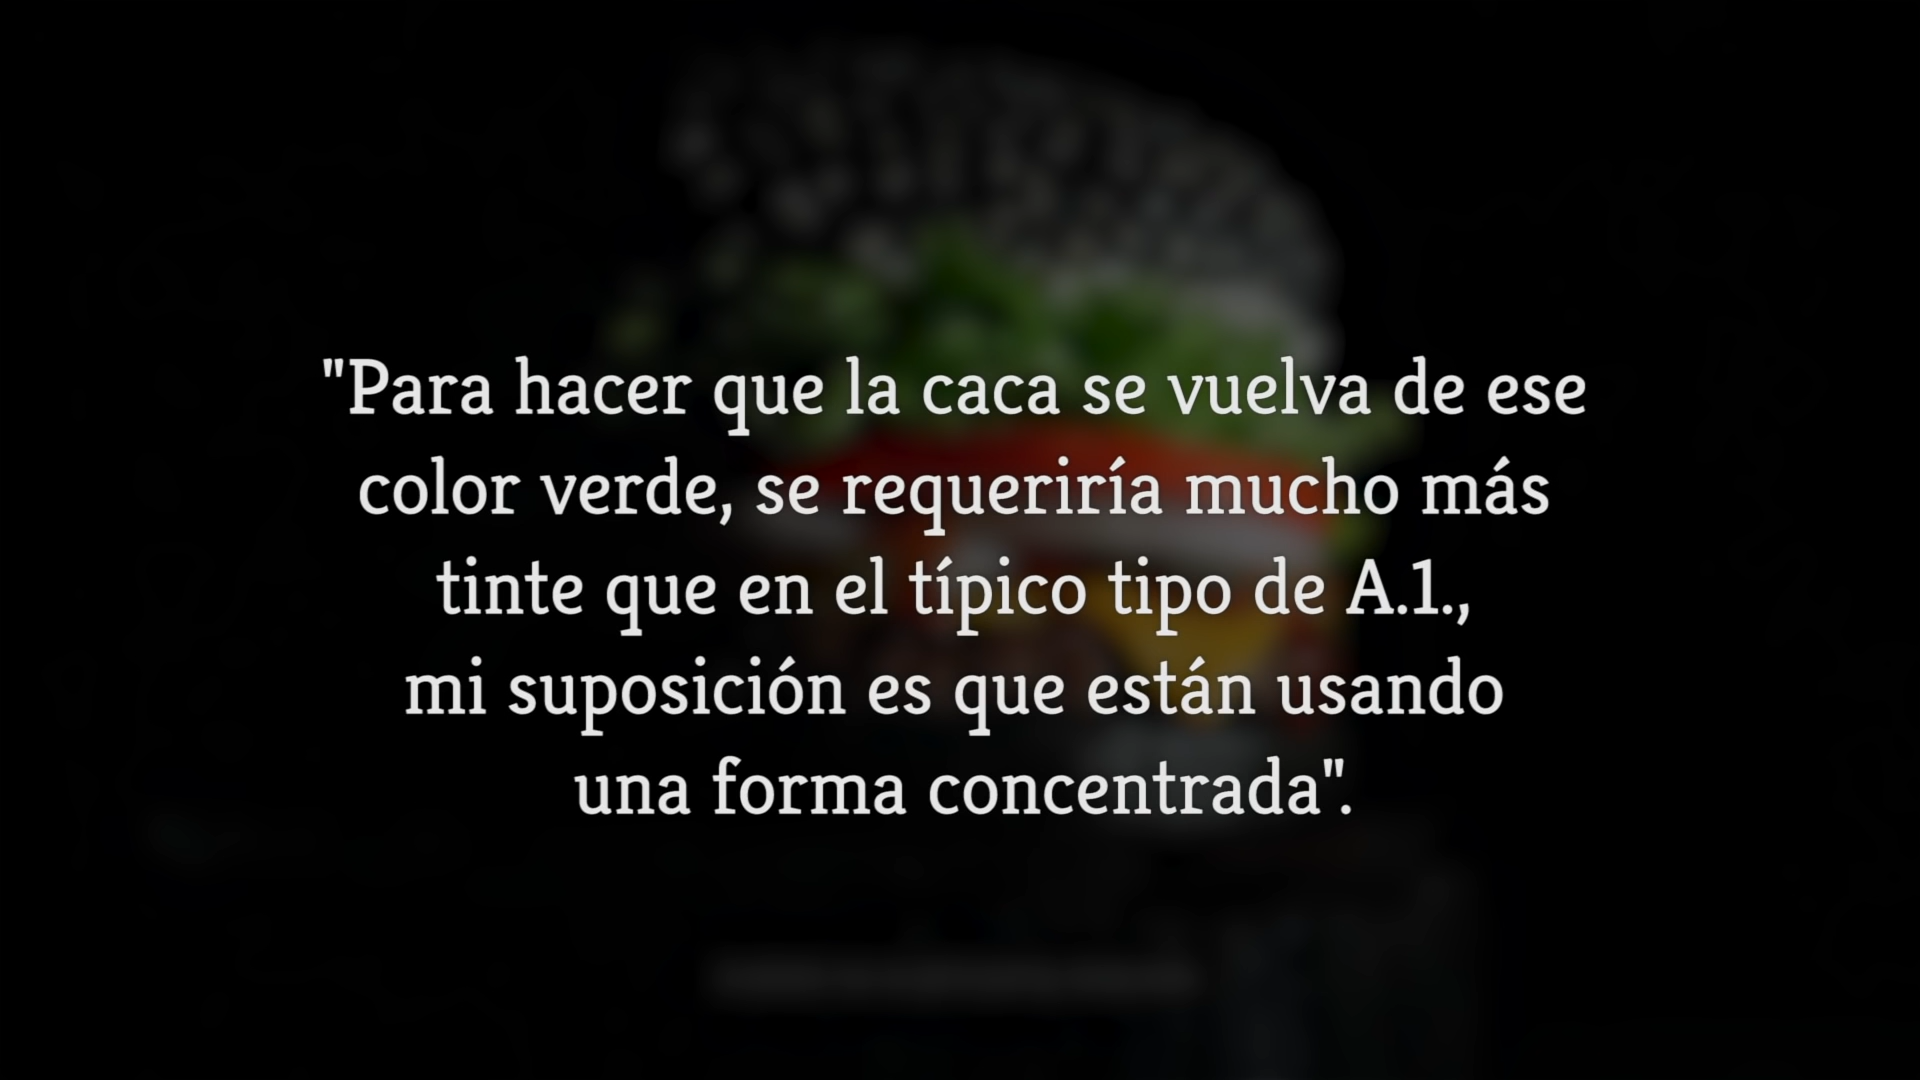 "Para hacer que la caca se vuelva de ese
color verde, se requeriría mucho más
tinte que en el típico tipo de A.1.,
mi suposición es que están usando
una forma concentrada".